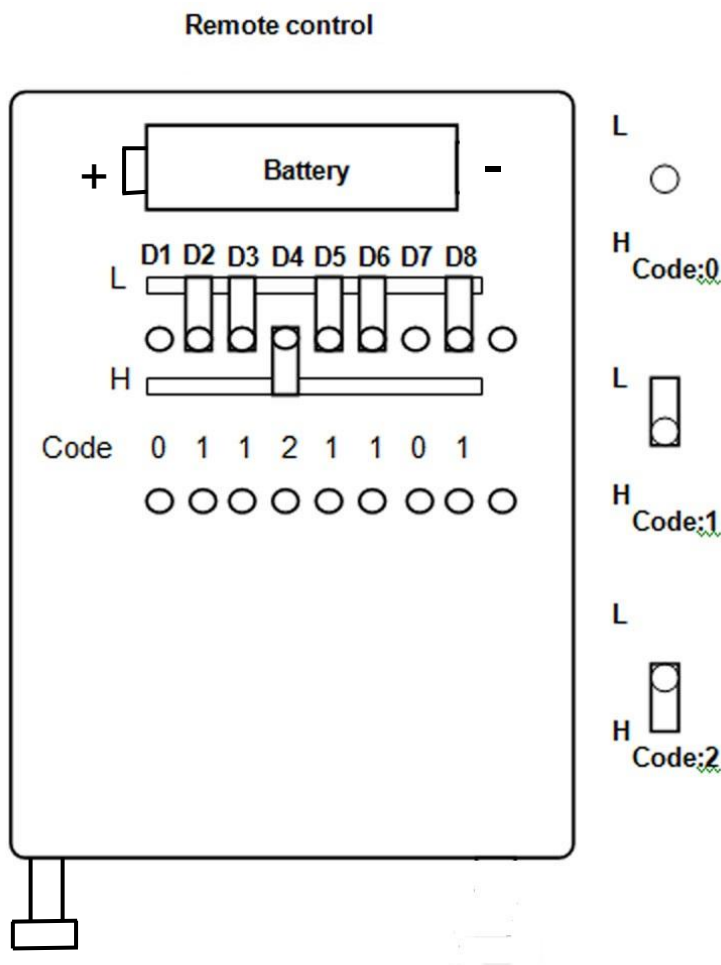 Remote control
+ Battery -
D1 D2 D3 D4 D5 D6 D7 D8
L
H
Code 0 1 1 2 1 1 0 1
L
H
Code:0
L
H
Code:1
L
H
Code:2